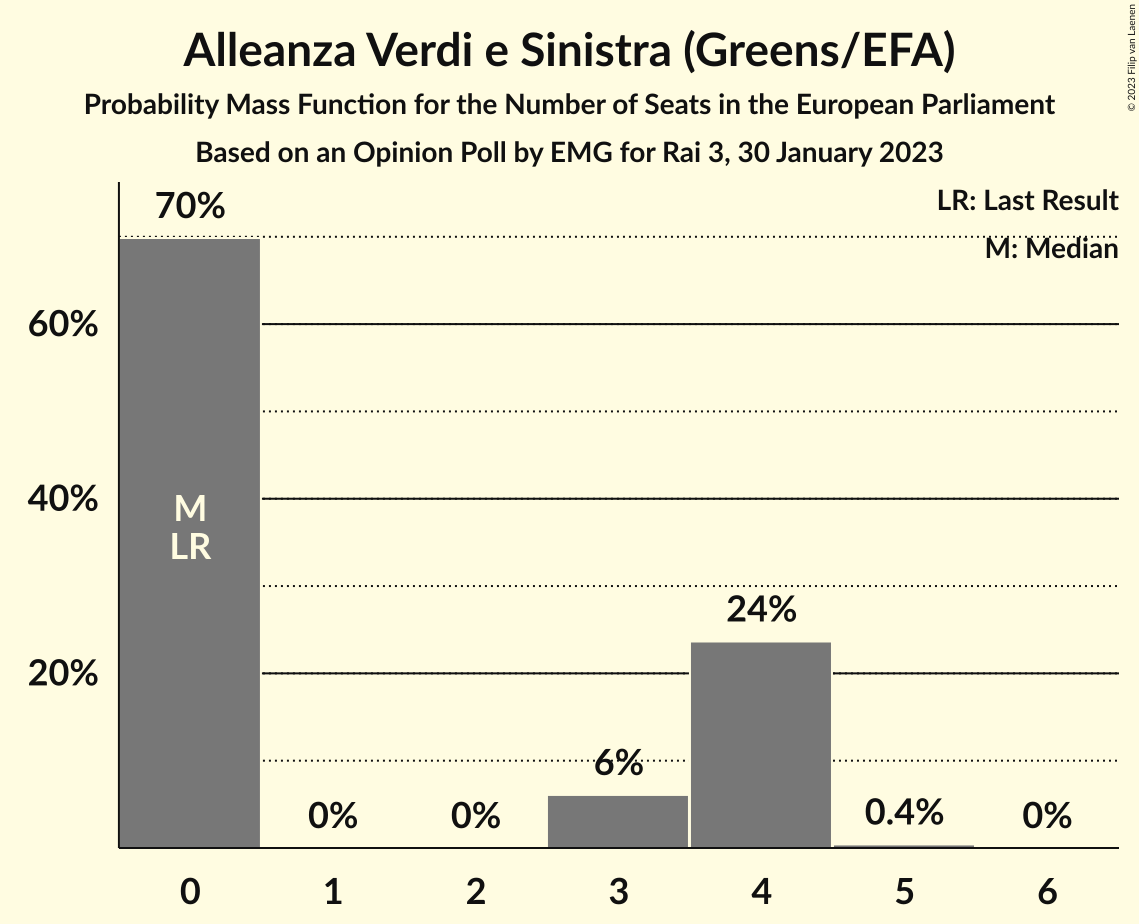 Alleanza Verdi e Sinistra (Greens/EFA)
Probability Mass Function for the Number of Seats in the European Parliament
Based on an Opinion Poll by EMG for Rai 3, 30 January 2023
© 2023 Filip van Laenen
LR: Last Result
M: Median
70%
60%
40%
20%
M
LR
0%
0%
6%
24%
0.4%
0%
0
1
2
3
4
5
6